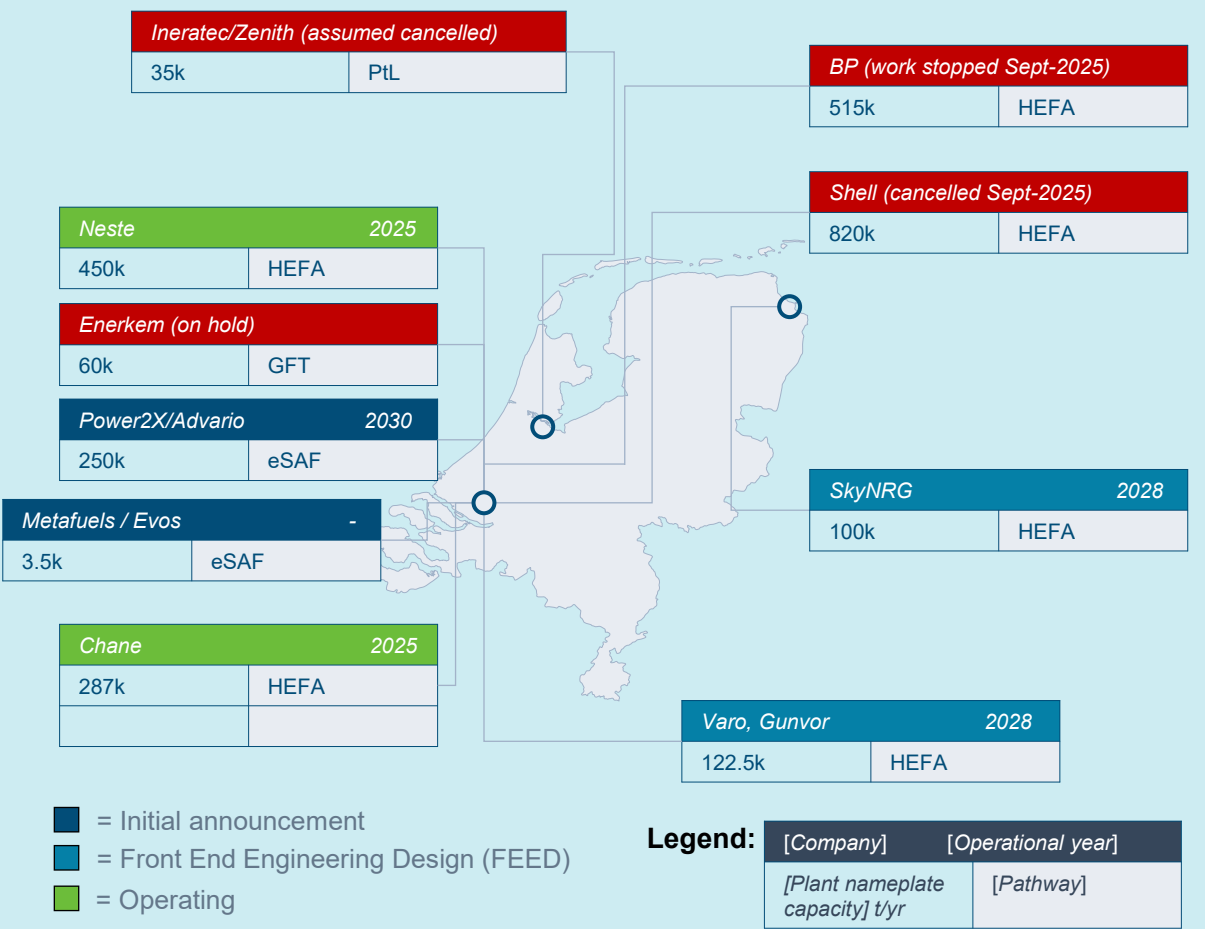 Ineratec/Zenith (assumed cancelled)
35k PtL
BP (work stopped Sept-2025)
515k HEFA
Shell (cancelled Sept-2025)
820k HEFA
Neste 2025
450k HEFA
Enerkem (on hold)
60k GFT
Power2X/Advario 2030
250k eSAF
Metafuels / Evos -
3.5k eSAF
SkyNRG 2028
100k HEFA
Chane 2025
287k HEFA
Varo, Gunvor 2028
122.5k HEFA
= Initial announcement
= Front End Engineering Design (FEED)
= Operating
Legend:
[Company] [Operational year]
[Plant nameplate
capacity] t/yr
[Pathway]